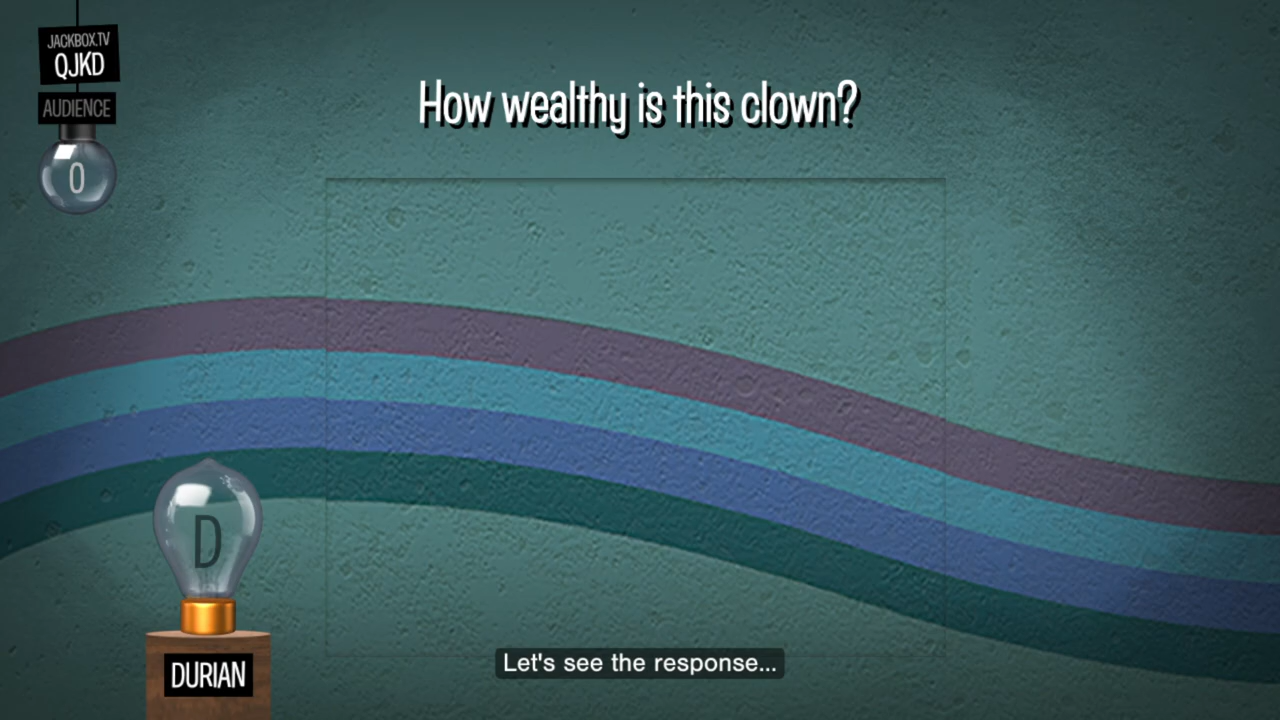 JACKBOX.TV
QJKD
AUDIENCE
0
How wealthy is this clown?
D
DURIAN
Let's see the response...